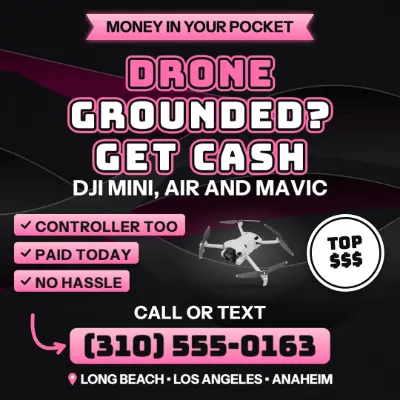 MONEY IN YOUR POCKET
DRONE
GROUNDED?
GET CASH
DJI MINI, AIR AND MAVIC
CONTROLLER TOO
PAID TODAY
NO HASSLE
TOP
$$$
CALL OR TEXT
(310) 555-0163
LONG BEACH • LOS ANGELES • ANAHEIM